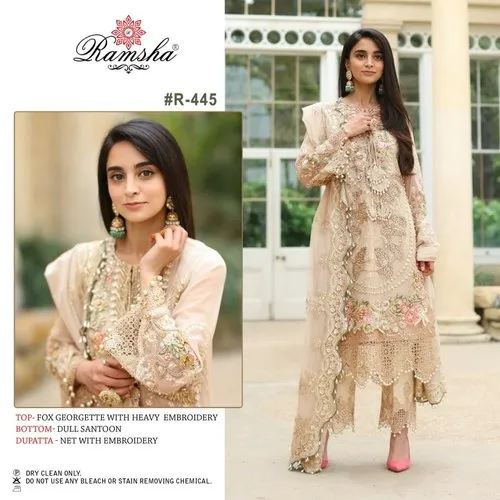 Ramsha®
#R-445
TOP- FOX GEORGETTE WITH HEAVY EMBROIDERY
BOTTOM- DULL SANTOON
DUPATTA - NET WITH EMBROIDERY
DRY CLEAN ONLY.
DO NOT USE ANY BLEACH OR STAIN REMOVING CHEMICAL.